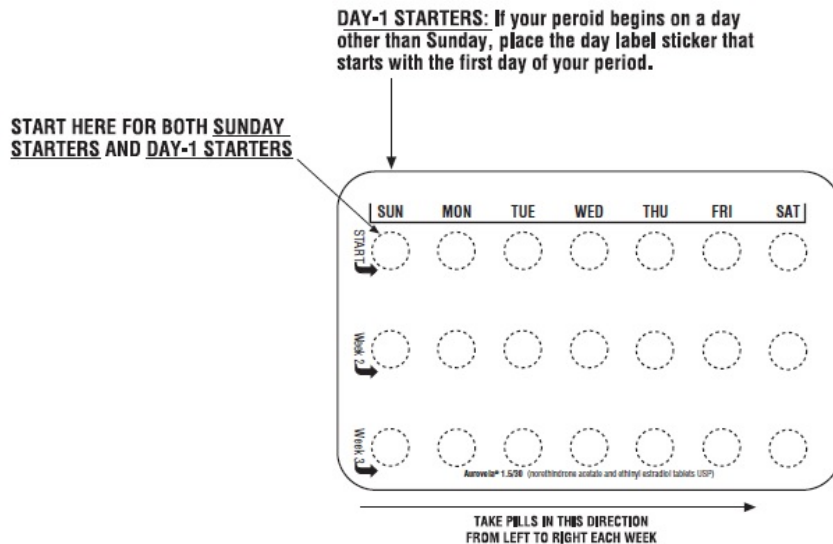 DAY-1 STARTERS: If your peroid begins on a day
other than Sunday, place the day label sticker that
starts with the first day of your period.
START HERE FOR BOTH SUNDAY
STARTERS AND DAY-1 STARTERS
SUN MON TUE WED THU FRI SAT
START
Week 2
Week 3
Aurovela® 1.5/30 (norethindrone acetate and ethinyl estradiol tablets USP)
TAKE PILLS IN THIS DIRECTION
FROM LEFT TO RIGHT EACH WEEK